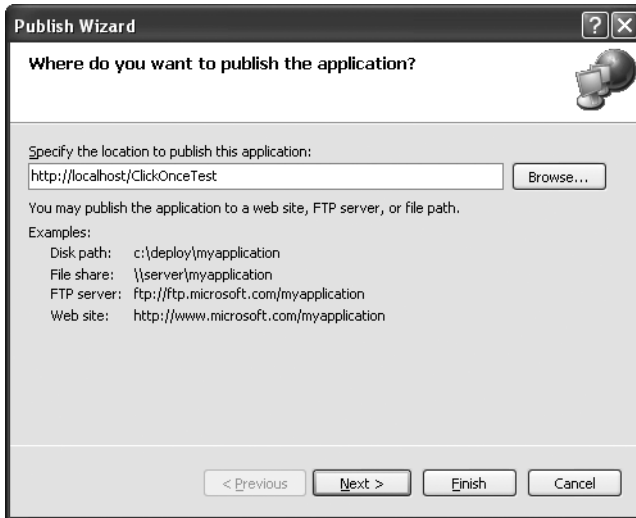 Publish Wizard
Where do you want to publish the application?
Specify the location to publish this application:
http://localhost/ClickOnceTest
Browse...
You may publish the application to a web site, FTP server, or file path.
Examples:
Disk path: c:\deploy\myapplication
File share: \\server\myapplication
FTP server: ftp://ftp.microsoft.com/myapplication
Web site: http://www.microsoft.com/myapplication
< Previous Next > Finish Cancel